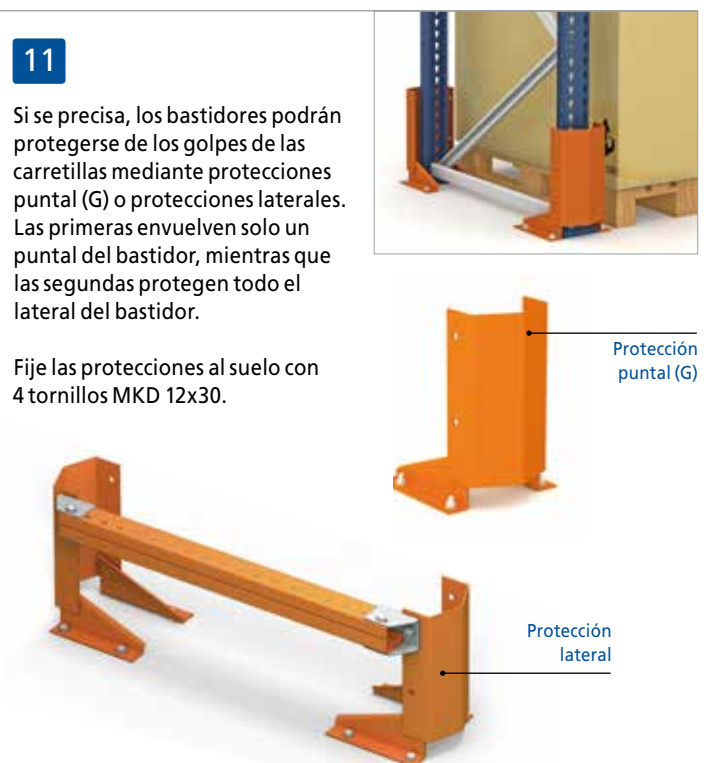 11
Si se precisa, los bastidores podrán
protegerse de los golpes de las
carretillas mediante protecciones
puntal (G) o protecciones laterales.
Las primeras envuelven solo un
puntal del bastidor, mientras que
las segundas protegen todo el
lateral del bastidor.
Fije las protecciones al suelo con
4 tornillos MKD 12x30.
Protección
puntal (G)
Protección
lateral